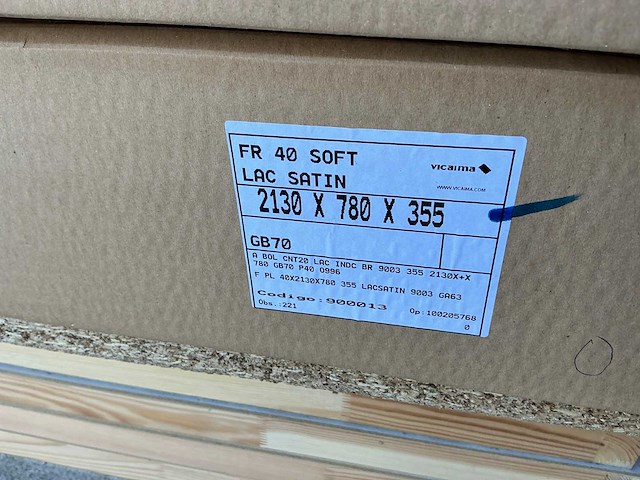 FR 40 SOFT
vicaima
LAC SATIN
WWW.VICAIMA.COM
2130 X 780 X 355
GB70
A BOL CNT20 LAC INDC BR 9003 355 2130X+X
780 GB70 P40 0996
F PL 40X2130X780 355 LACSATIN 9003 GA63
Codigo:900013
Obs.:221
Op:100205768
0